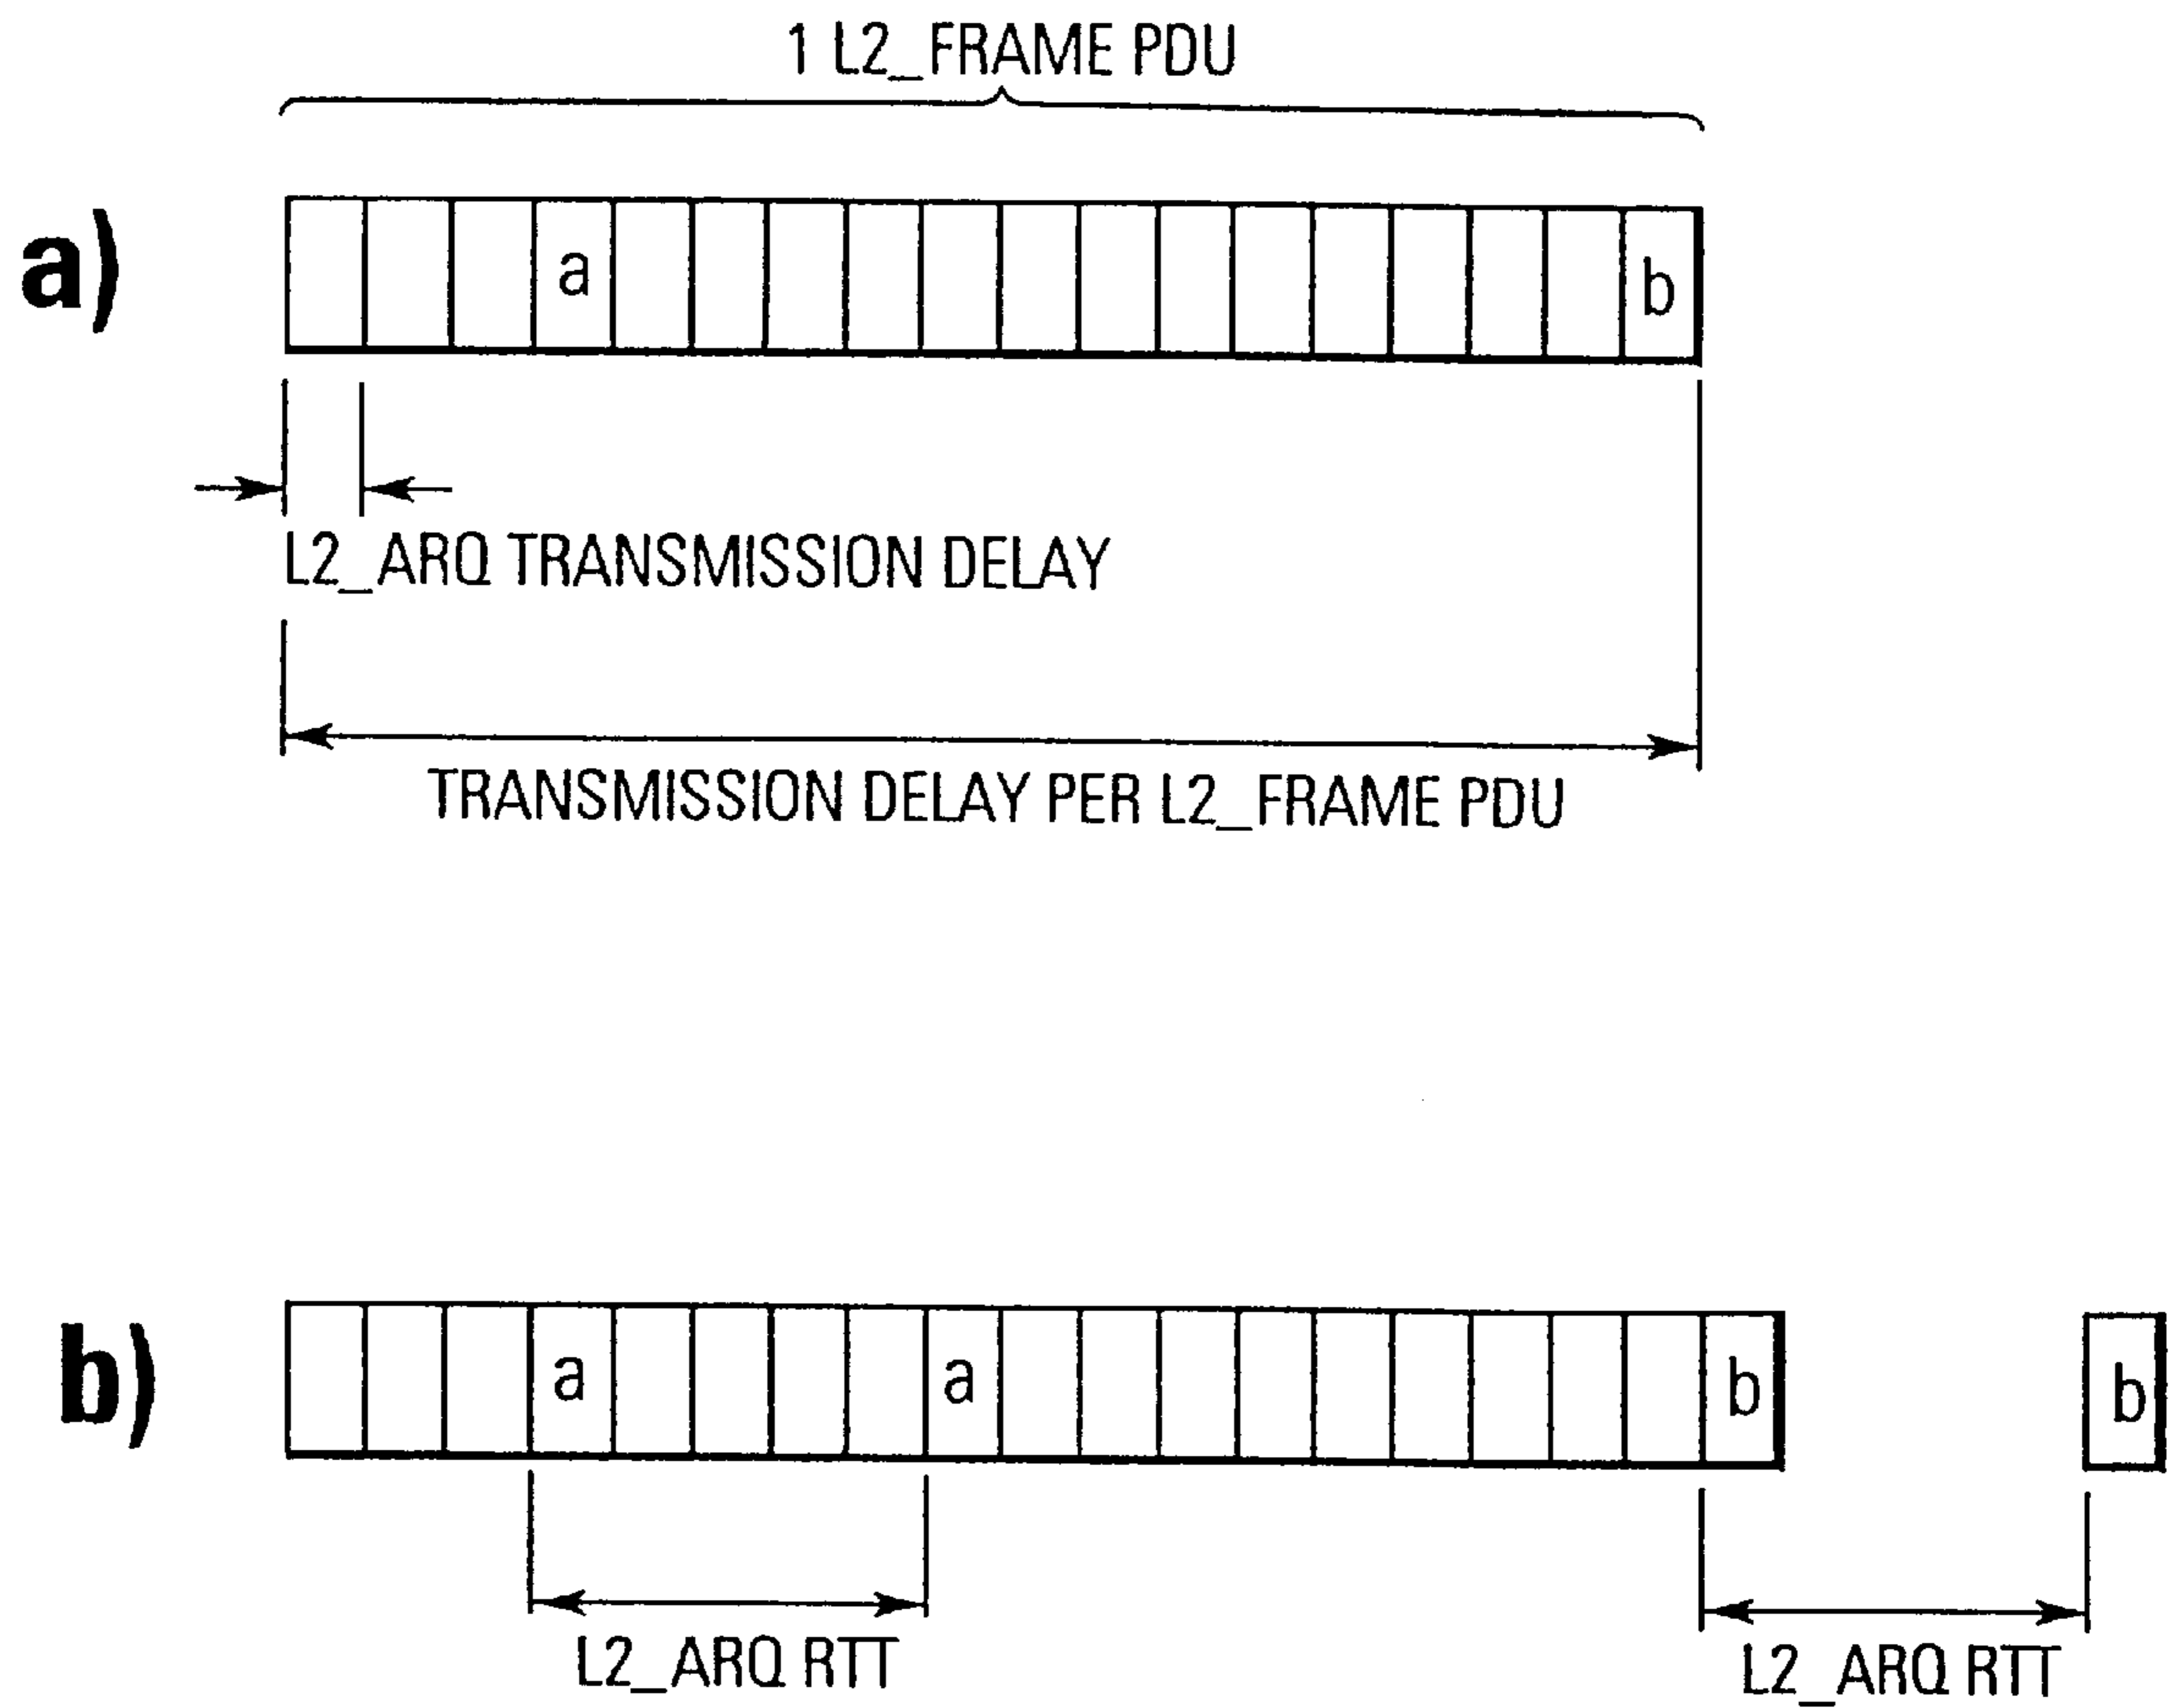 1 L2_FRAME PDU
a)
a
b
L2_ARQ TRANSMISSION DELAY
TRANSMISSION DELAY PER L2_FRAME PDU
b)
a
a
b
b
L2_ARQ RTT
L2_ARQ RTT